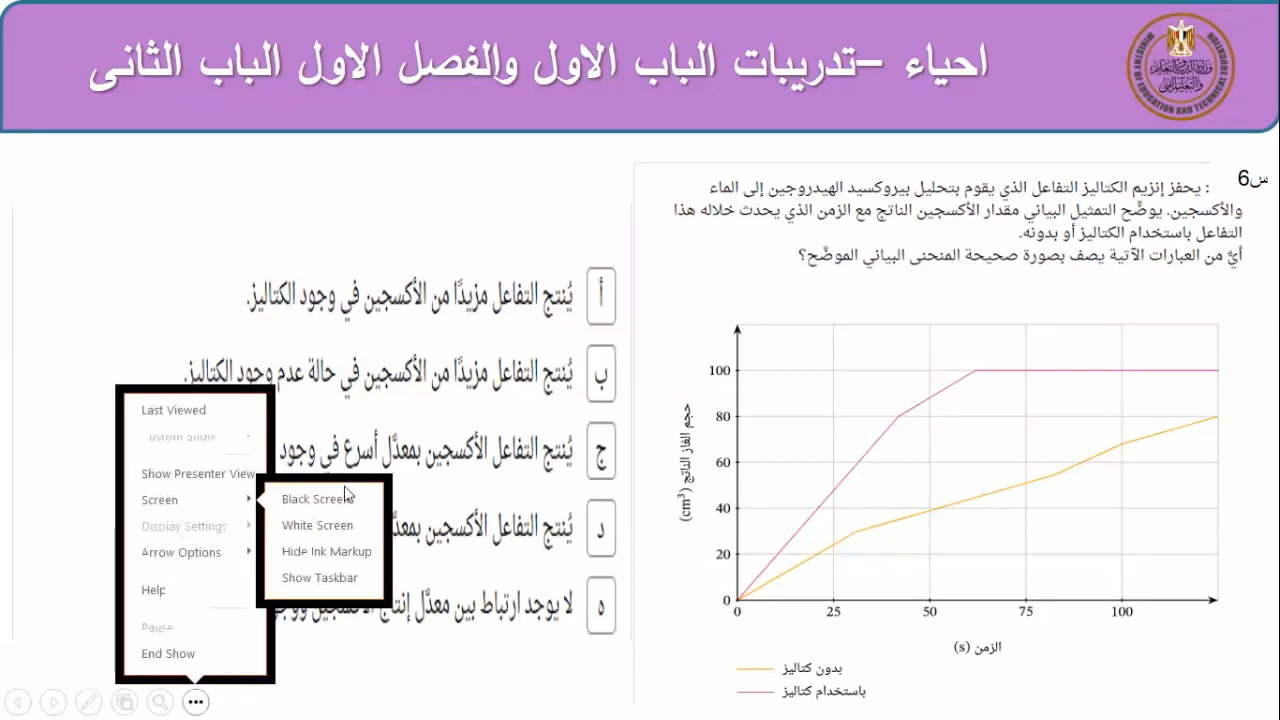 احياء –تدريبات الباب الاول والفصل الاول الباب الثانى
س6
: يحفز إنزيم الكتاليز التفاعل الذي يقوم بتحليل بيروكسيد الهيدروجين إلى الماء
والأكسجين. يوضَّح التمثيل البياني مقدار الأكسجين الناتج مع الزمن الذي يحدث خلاله هذا
التفاعل باستخدام الكتاليز أو بدونه.
أيٌّ من العبارات الآتية يصف بصورة صحيحة المنحنى البياني الموضَّح؟
حجم الغاز الناتج (cm³)
100
80
60
40
20
0
0 25 50 75 100
الزمن (s)
بدون كتاليز
باستخدام كتاليز
أ يُنتج التفاعل مزيدًا من الأكسجين في وجود الكتاليز.
ب يُنتج التفاعل مزيدًا من الأكسجين في حالة عدم وجود الكتاليز.
ج يُنتج التفاعل الأكسجين بمعدَّل أسرع في وجود
د يُنتج التفاعل الأكسجين
ه لا يوجد ارتباط بين معدَّل
Last Viewed
Custom Show
Show Presenter View
Screen
Display Settings
Arrow Options
Help
Pause
End Show
Black Screen
White Screen
Hide Ink Markup
Show Taskbar